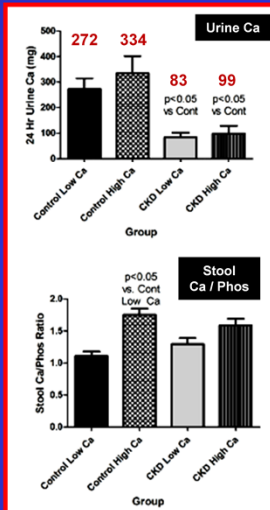 Urine Ca
272
334
83
99
p<0.05
vs Cont
p<0.05
vs Cont
24 Hr Urine Ca (mg)
500
400
300
200
100
0
Control Low Ca
Control High Ca
CKD Low Ca
CKD High Ca
Group
Stool
Ca / Phos
p<0.05
vs. Cont
Low Ca
Stool Ca/Phos Ratio
2.0
1.5
1.0
0.5
0.0
Control Low Ca
Control High Ca
CKD Low Ca
CKD High Ca
Group